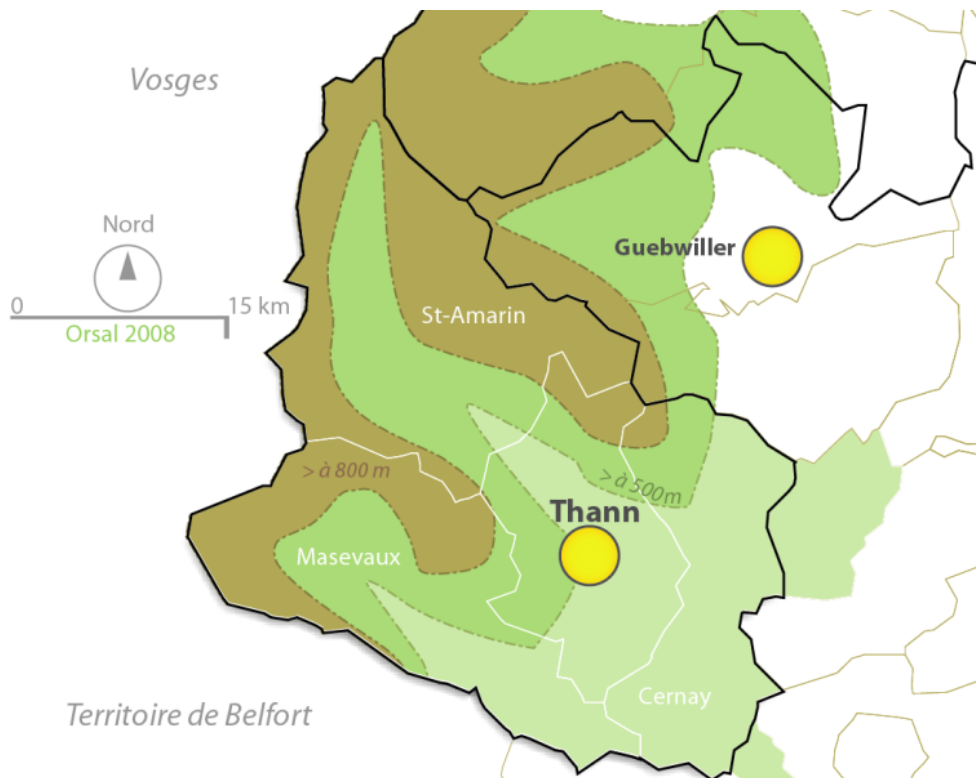 Vosges
Nord
0
15 km
Orsal 2008
Guebwiller
St-Amarin
> à 800 m
> à 500m
Thann
Masevaux
Cernay
Territoire de Belfort